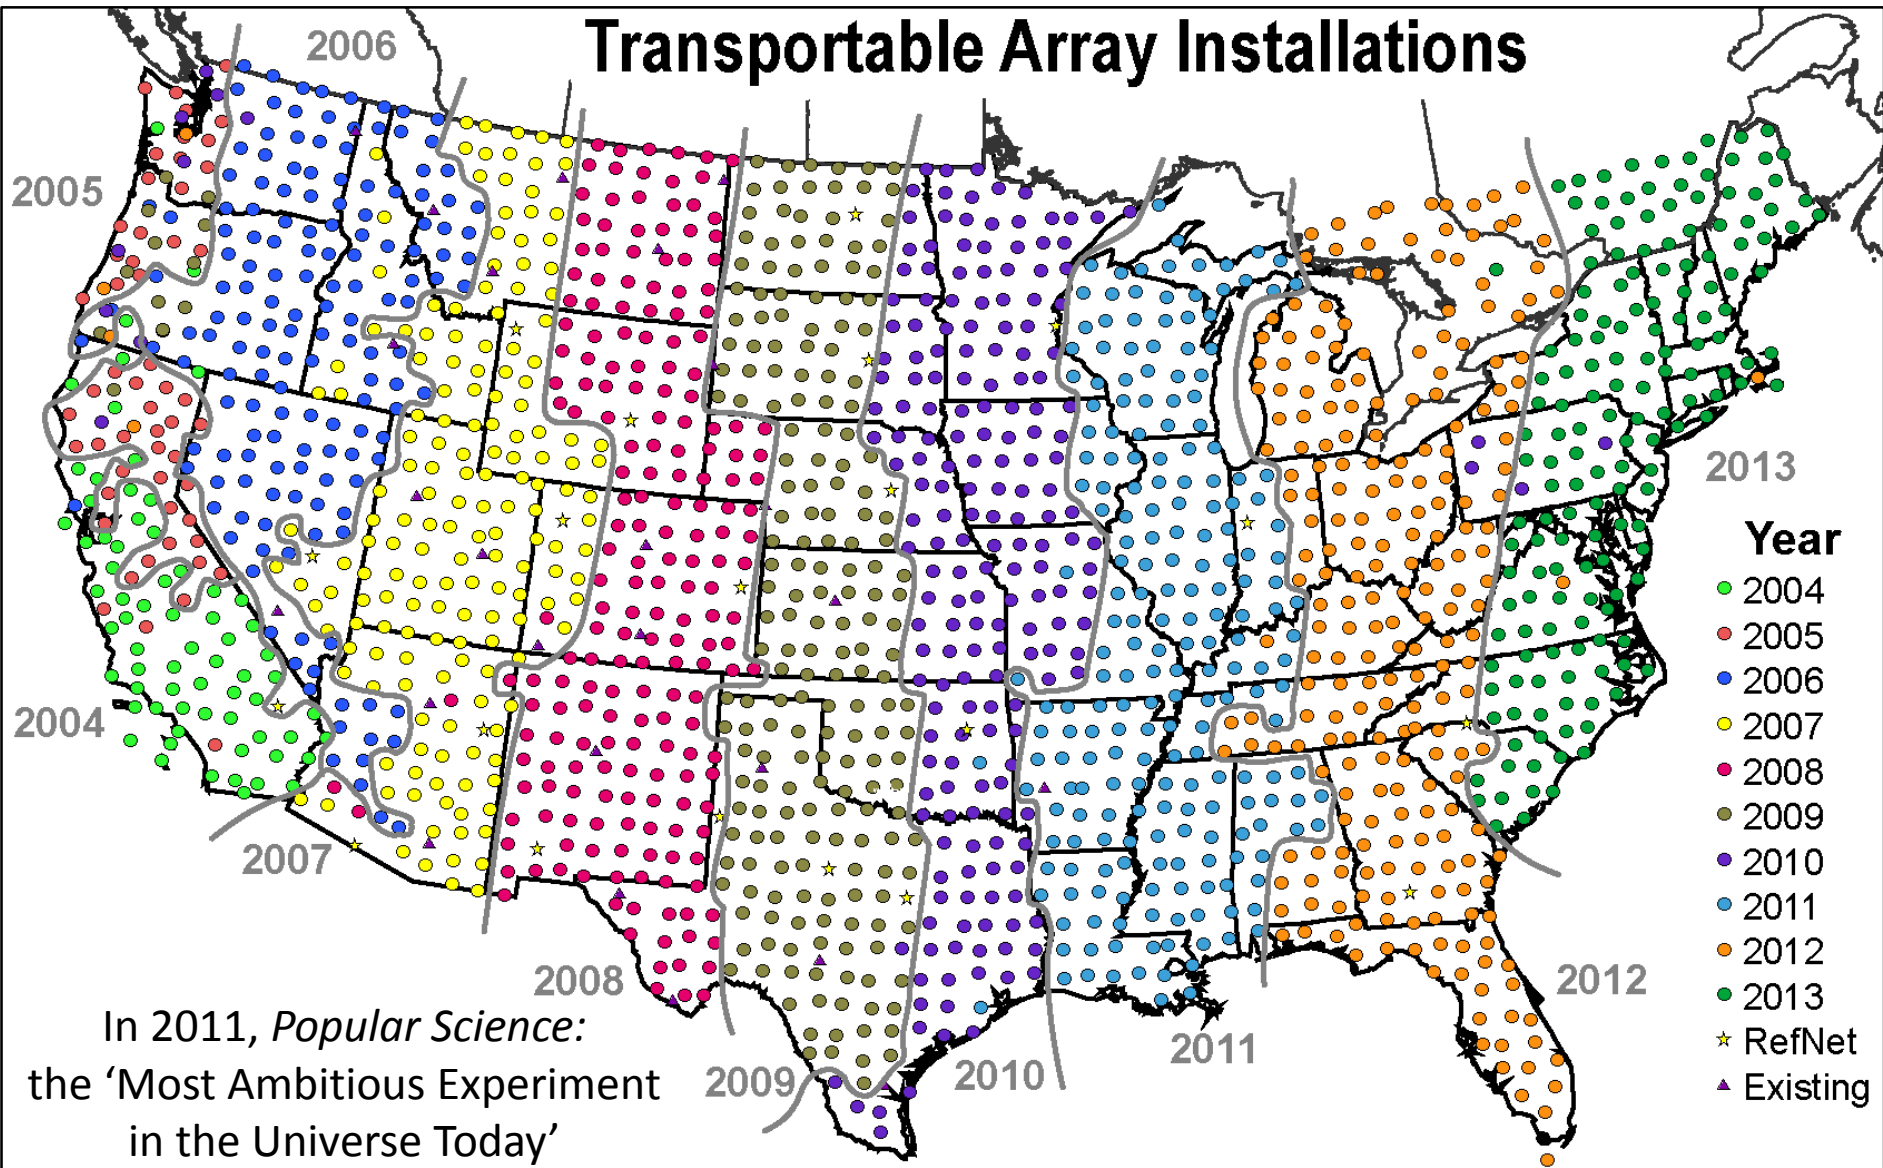 Transportable Array Installations
2006
2005
2013
Year
2004
2005
2006
2007
2008
2009
2010
2011
2012
2013
RefNet
Existing
2004
2007
2008
2012
2011
2010
2009
In 2011, Popular Science:
the ‘Most Ambitious Experiment
in the Universe Today’